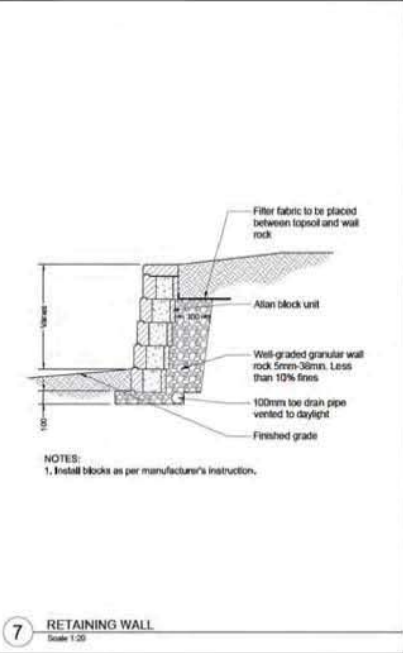 Filter fabric to be placed
between topsoil and wall
rock
Varies
Allan block unit
300
Well-graded granular wall
rock 5mm-38mm. Less
than 10% fines
100mm toe drain pipe
vented to daylight
100
Finished grade
NOTES:
1. Install blocks as per manufacturer's instruction.
7
RETAINING WALL
Scale 1:20